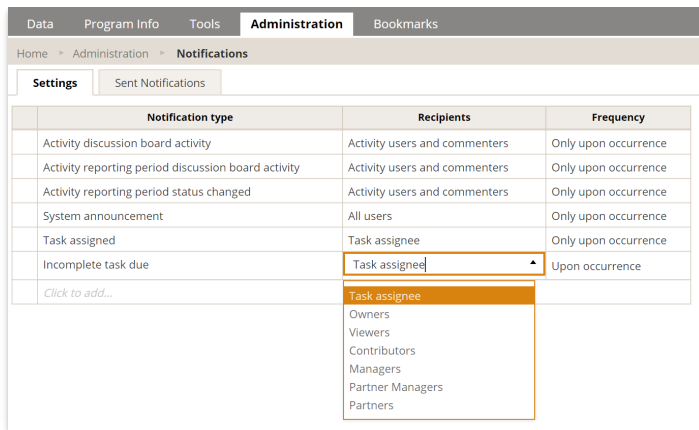 Data Program Info Tools Administration Bookmarks
Home Administration Notifications
Settings Sent Notifications
Notification type Recipients Frequency
Activity discussion board activity Activity users and commenters Only upon occurrence
Activity reporting period discussion board activity Activity users and commenters Only upon occurrence
Activity reporting period status changed Activity users and commenters Only upon occurrence
System announcement All users Only upon occurrence
Task assigned Task assignee Only upon occurrence
Incomplete task due Task assignee Upon occurrence
Click to add...
Task assignee
Owners
Viewers
Contributors
Managers
Partner Managers
Partners